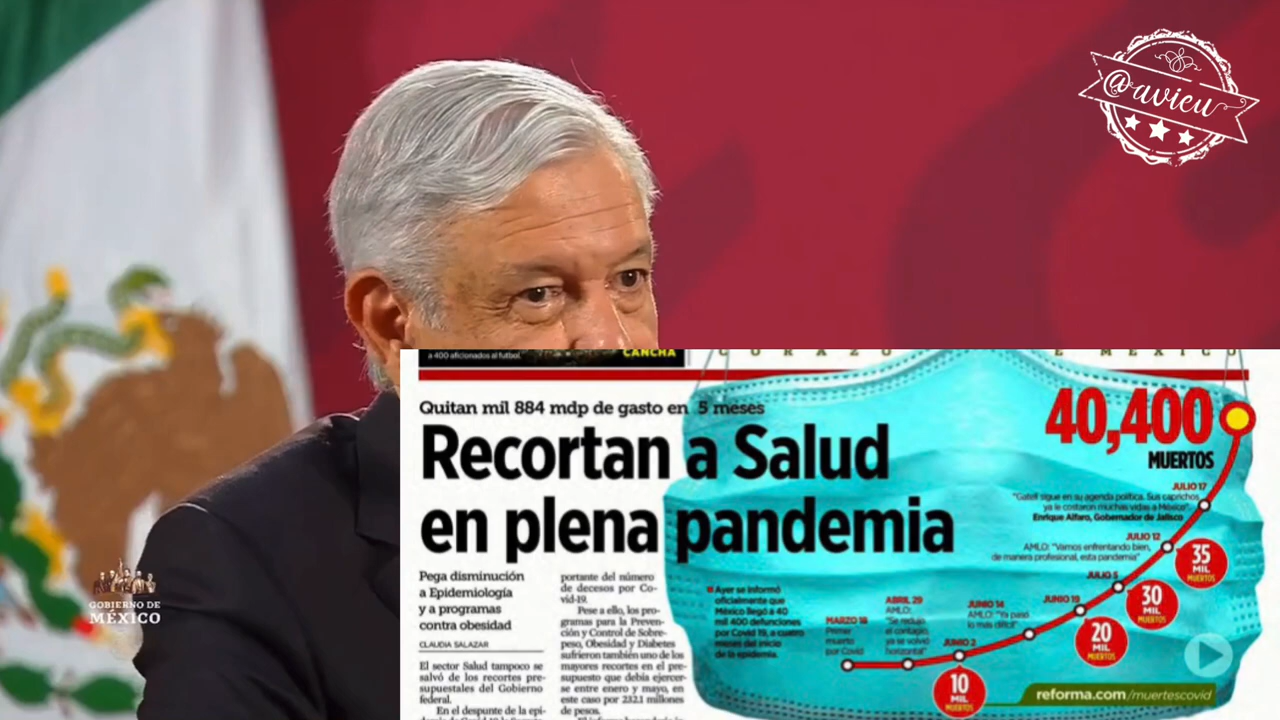 @avieu
a 400 aficionados al futbol.
CANCHA
CORAZÓ
E MÉXICO
Quitan mil 884 mdp de gasto en 5 meses
Recortan a Salud
en plena pandemia
Pega disminución
a Epidemiología
y a programas
contra obesidad
CLAUDIA SALAZAR
El sector Salud tampoco se
salvó de los recortes pre-
supuestales del Gobierno
federal.
En el despunte de la epi-
portante del número
de decesos por Co-
vid-19.
Pese a ello, los pro-
gramas para la Preven-
ción y Control de Sobre-
peso, Obesidad y Diabetes
sufrieron también uno de los
mayores recortes en el pre-
supuesto que debía ejercer-
se entre enero y mayo, en
este caso por 232.1 millones
de pesos.
40,400
MUERTOS
JULIO 17
"Gatell sigue en su agenda política. Sus caprichos
ya le costaron muchas vidas a México".
Enrique Alfaro, Gobernador de Jalisco
JULIO 12
AMLO: "Vamos enfrentando bien,
de manera profesional, esta pandemia"
JULIO 5
JUNIO 19
JUNIO 14
AMLO: "Ya pasó
lo más difícil"
JUNIO 2
ABRIL 29
AMLO:
"Se redujo
el contagio,
ya se volvió
horizontal"
MARZO 18
Primer
muerto
por Covid
Ayer se informó
oficialmente que
México llegó a 40
mil 400 defunciones
por Covid 19, a cuatro
meses del inicio
de la epidemia.
35
MIL
MUERTOS
30
MIL
MUERTOS
20
MIL
MUERTOS
10
MIL
MUERTOS
reforma.com/muertescovid
GOBIERNO DE
MÉXICO